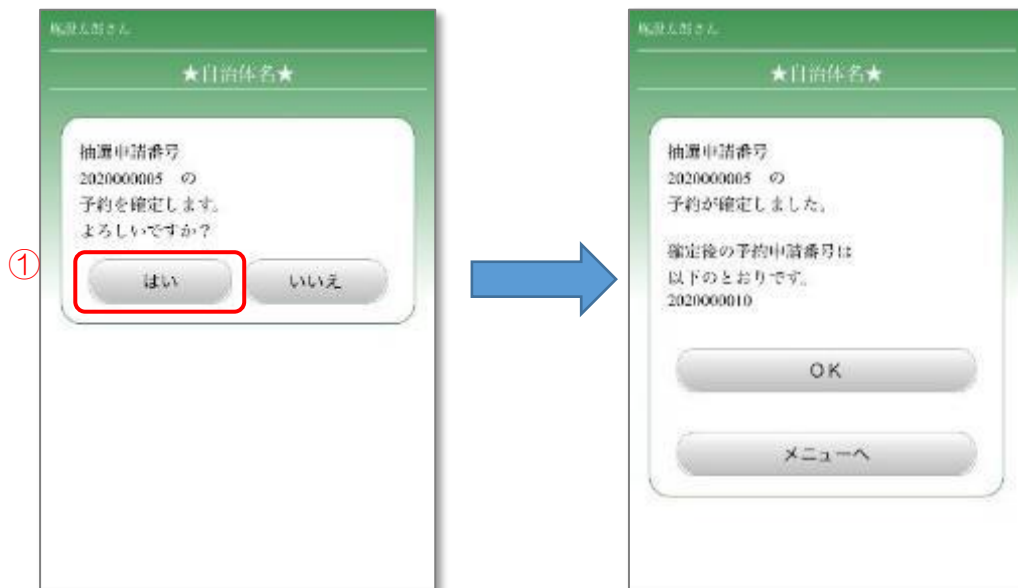 施設太郎さん
★自治体名★
抽選申請番号
2020000005 の
予約を確定します。
よろしいですか？
①
はい
いいえ
施設太郎さん
★自治体名★
抽選申請番号
2020000005 の
予約が確定しました。
確定後の予約申請番号は
以下のとおりです。
2020000010
OK
メニューへ